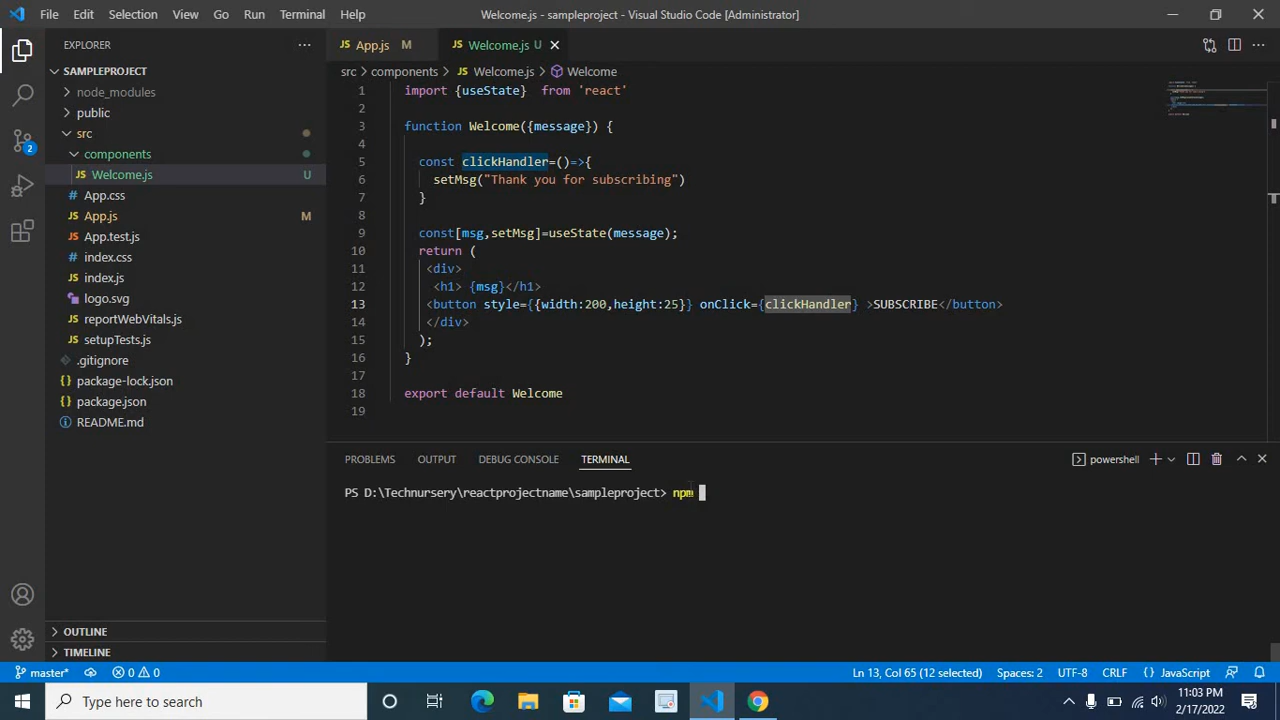 File Edit Selection View Go Run Terminal Help Welcome.js - sampleproject - Visual Studio Code [Administrator]
EXPLORER ...
SAMPLEPROJECT
node_modules
public
src
components
JS Welcome.js U
# App.css
JS App.js M
JS App.test.js
# index.css
JS index.js
logo.svg
JS reportWebVitals.js
JS setupTests.js
.gitignore
{} package-lock.json
{} package.json
README.md
OUTLINE
TIMELINE
JS App.js M JS Welcome.js U
src > components > JS Welcome.js > Welcome
1 import {useState} from 'react'
2
3 function Welcome({message}) {
4
5 const clickHandler=()=>{
6 setMsg("Thank you for subscribing")
7 }
8
9 const[msg,setMsg]=useState(message);
10 return (
11 <div>
12 <h1> {msg}</h1>
13 <button style={{width:200,height:25}} onClick={clickHandler} >SUBSCRIBE</button>
14 </div>
15 );
16 }
17
18 export default Welcome
19
PROBLEMS OUTPUT DEBUG CONSOLE TERMINAL powershell
PS D:\Technursery\reactprojectname\sampleproject> npm
2
master* 0 0 Ln 13, Col 65 (12 selected) Spaces: 2 UTF-8 CRLF {} JavaScript
Type here to search
11:03 PM
2/17/2022